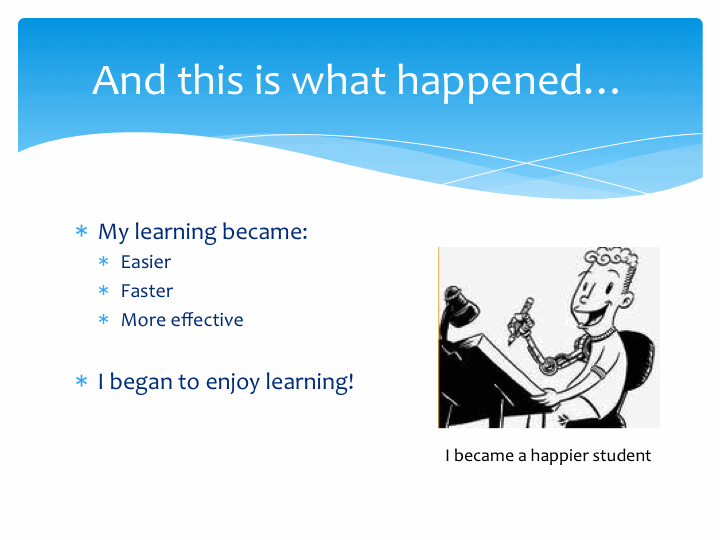 And this is what happened…
My learning became:
Easier
Faster
More effective
I began to enjoy learning!
I became a happier student